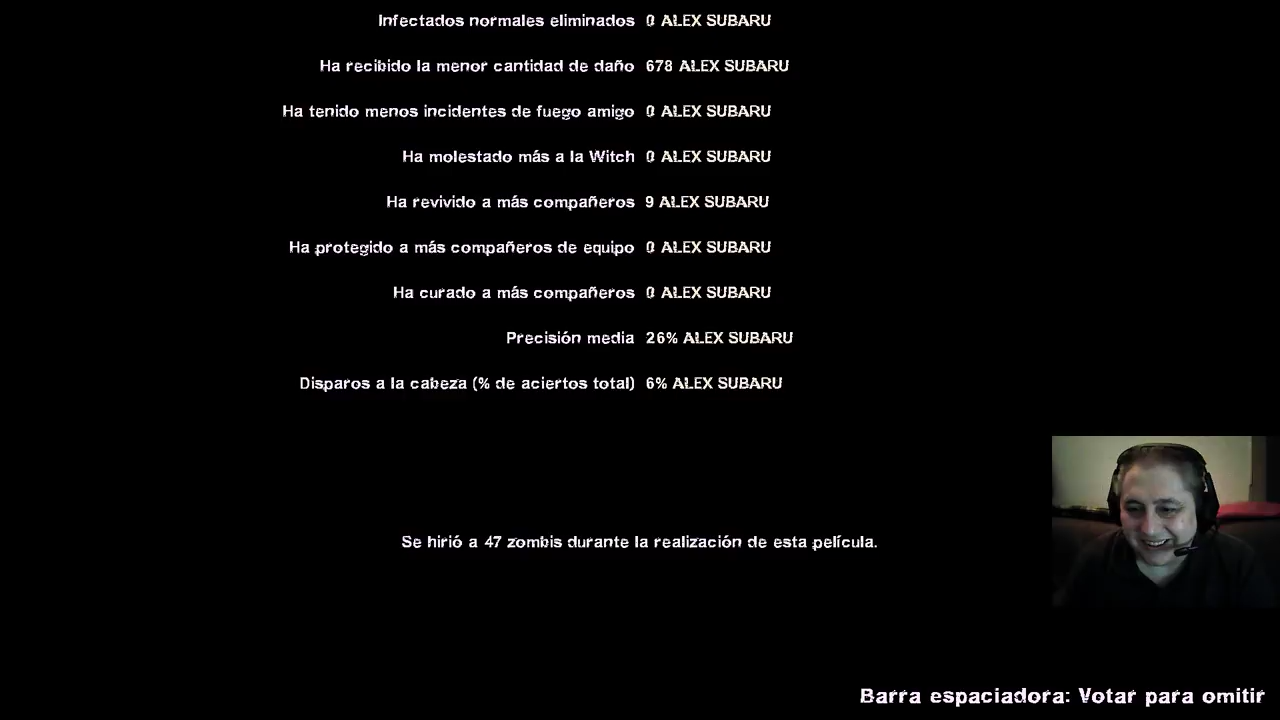 Infectados normales eliminados 0 ALEX SUBARU
Ha recibido la menor cantidad de daño 678 ALEX SUBARU
Ha tenido menos incidentes de fuego amigo 0 ALEX SUBARU
Ha molestado más a la Witch 0 ALEX SUBARU
Ha revivido a más compañeros 9 ALEX SUBARU
Ha protegido a más compañeros de equipo 0 ALEX SUBARU
Ha curado a más compañeros 0 ALEX SUBARU
Precisión media 26% ALEX SUBARU
Disparos a la cabeza (% de aciertos total) 6% ALEX SUBARU
Se hirió a 47 zombis durante la realización de esta película.
Barra espaciadora: Votar para omitir